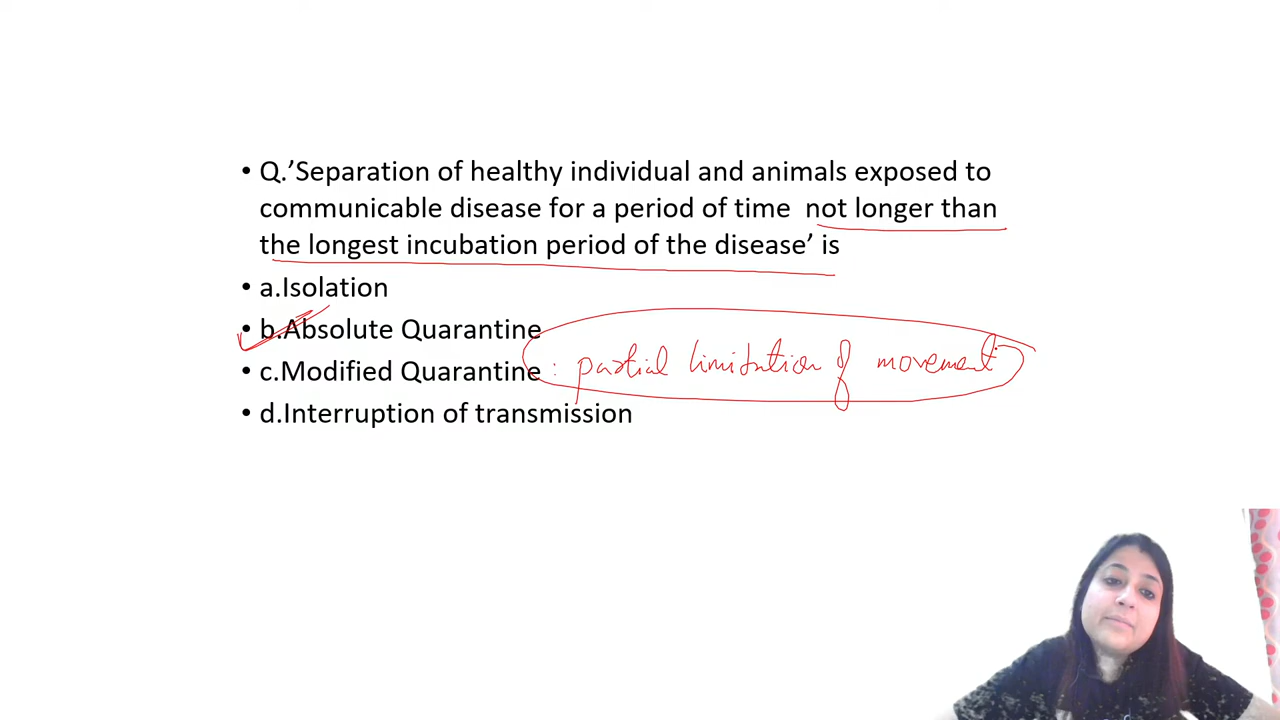 • Q.’Separation of healthy individual and animals exposed to
communicable disease for a period of time not longer than
the longest incubation period of the disease’ is
• a.Isolation
• b.Absolute Quarantine
• c.Modified Quarantine : partial limitation of movement
• d.Interruption of transmission